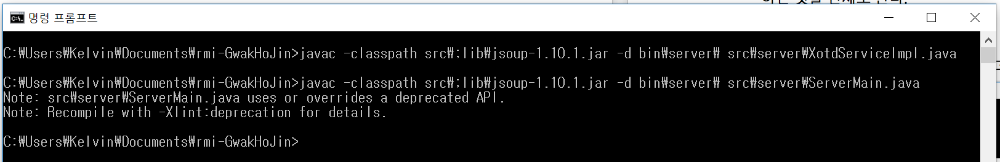 명령 프롬프트
C:\Users\Kelvin\Documents\rmi-GwakHoJin>javac -classpath src\;lib\jsoup-1.10.1.jar -d bin\server\ src\server\XotdServiceImpl.java
C:\Users\Kelvin\Documents\rmi-GwakHoJin>javac -classpath src\;lib\jsoup-1.10.1.jar -d bin\server\ src\server\ServerMain.java
Note: src\server\ServerMain.java uses or overrides a deprecated API.
Note: Recompile with -Xlint:deprecation for details.
C:\Users\Kelvin\Documents\rmi-GwakHoJin>